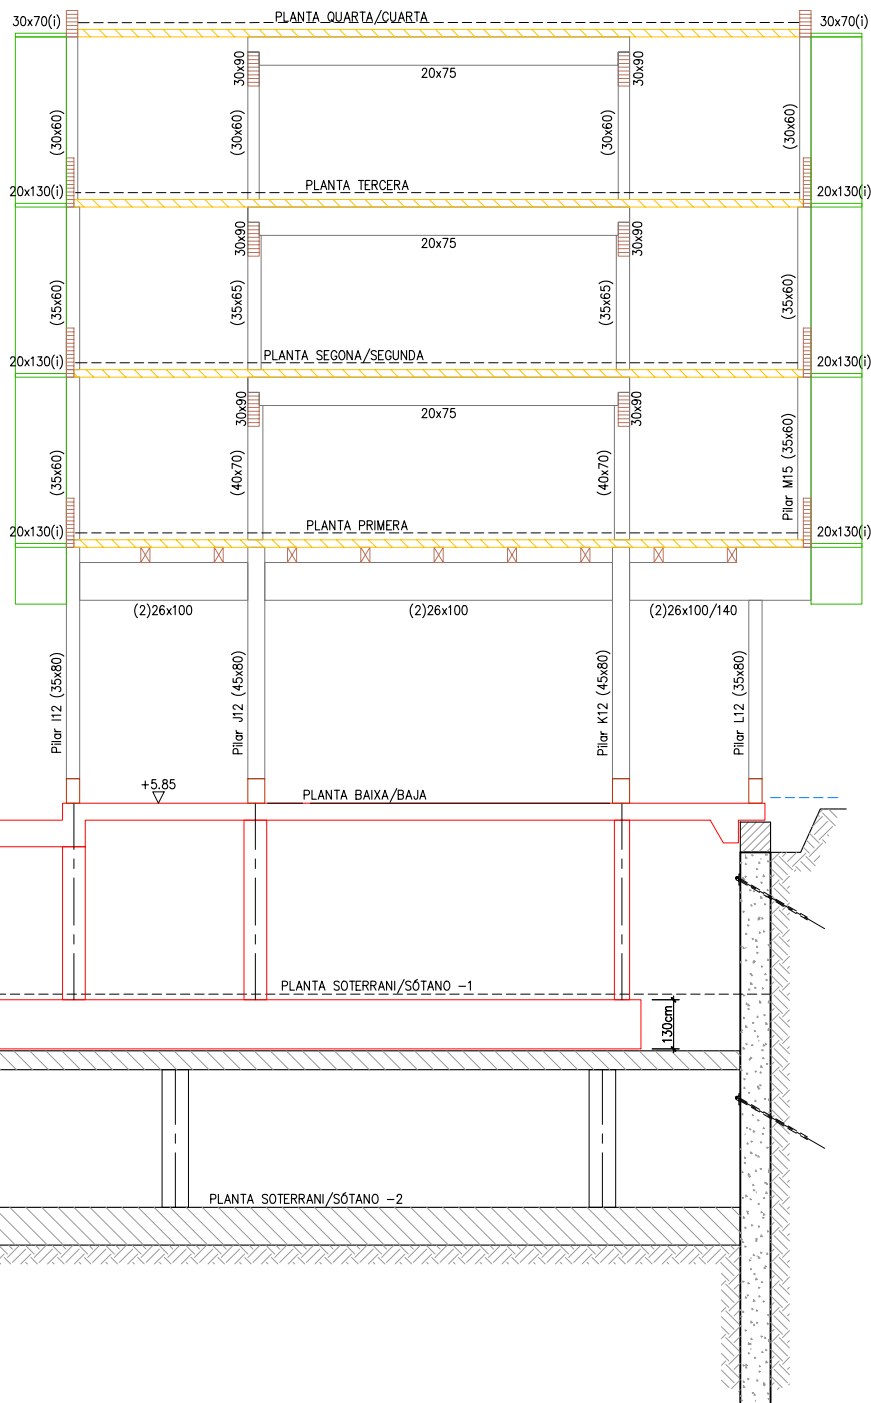 PLANTA QUARTA/CUARTA
30x70(i)
30x70(i)
30x90
20x75
30x90
(30x60)
(30x60)
(30x60)
(30x60)
PLANTA TERCERA
20x130(i)
20x130(i)
30x90
20x75
30x90
(35x60)
(35x65)
(35x65)
(35x60)
PLANTA SEGONA/SEGUNDA
20x130(i)
20x130(i)
30x90
20x75
30x90
(35x60)
(40x70)
(40x70)
Pilar M15 (35x60)
PLANTA PRIMERA
20x130(i)
20x130(i)
(2)26x100
(2)26x100
(2)26x100/140
Pilar I12 (35x80)
Pilar J12 (45x80)
Pilar K12 (45x80)
Pilar L12 (35x80)
+5.85
PLANTA BAIXA/BAJA
PLANTA SOTERRANI/SÓTANO -1
130cm
PLANTA SOTERRANI/SÓTANO -2